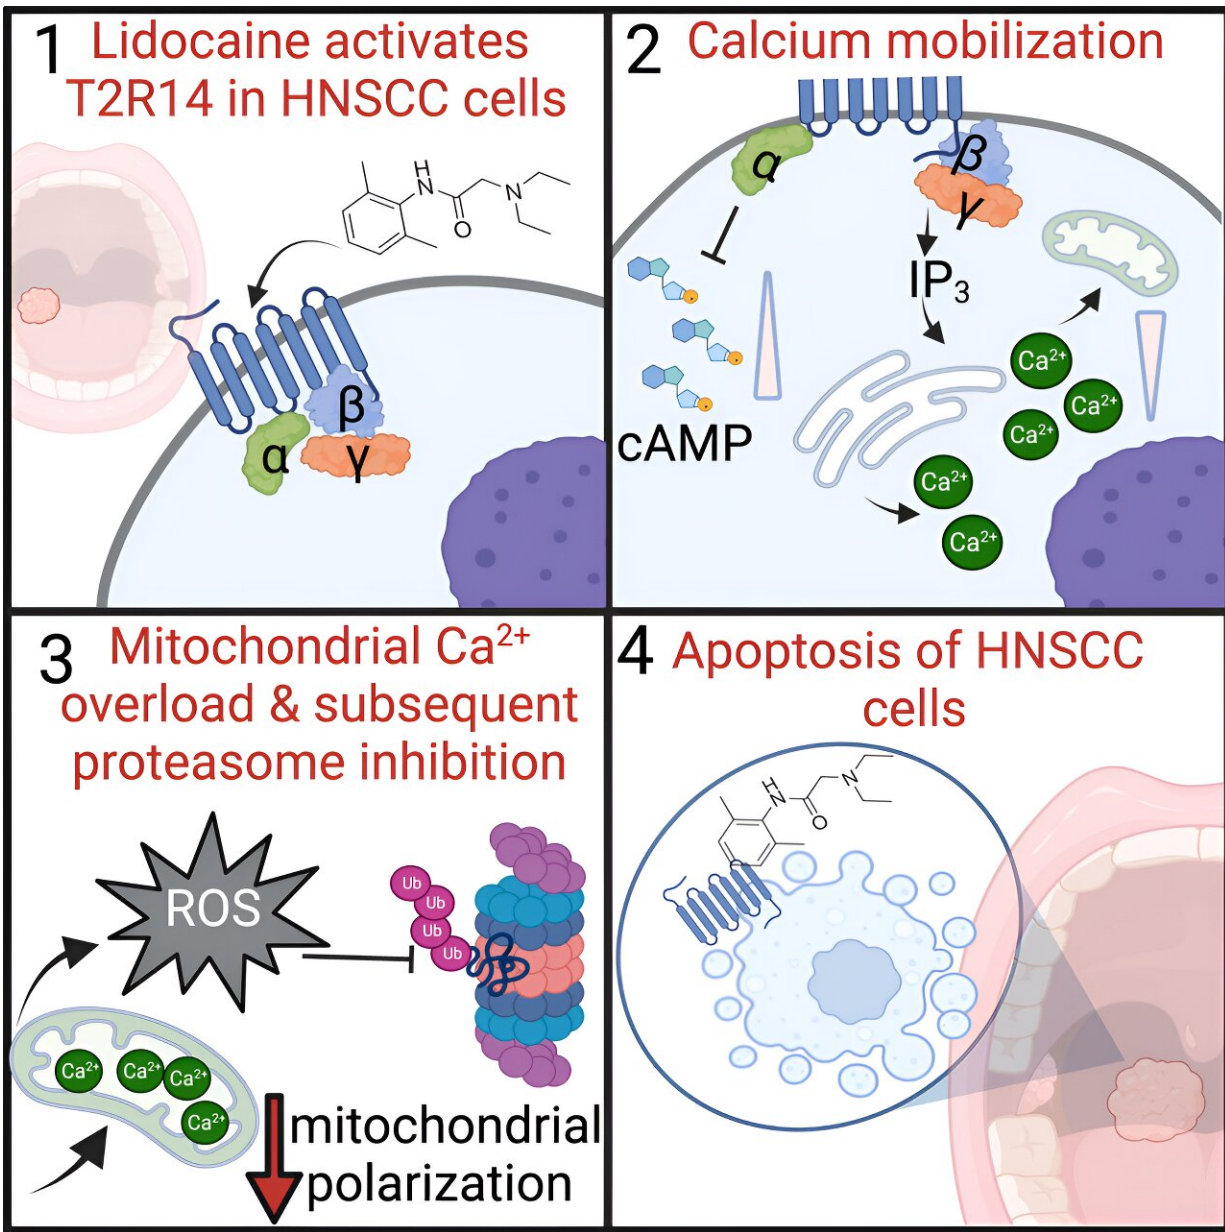 1 Lidocaine activates
T2R14 in HNSCC cells
H
N
N
O
β
α
γ
2 Calcium mobilization
α
β
γ
IP₃
cAMP
Ca²⁺
Ca²⁺
Ca²⁺
Ca²⁺
Ca²⁺
3 Mitochondrial Ca²⁺
overload & subsequent
proteasome inhibition
ROS
Ub
Ub
Ub
Ub
Ca²⁺
Ca²⁺
Ca²⁺
Ca²⁺
mitochondrial
polarization
4 Apoptosis of HNSCC
cells
H
N
N
O